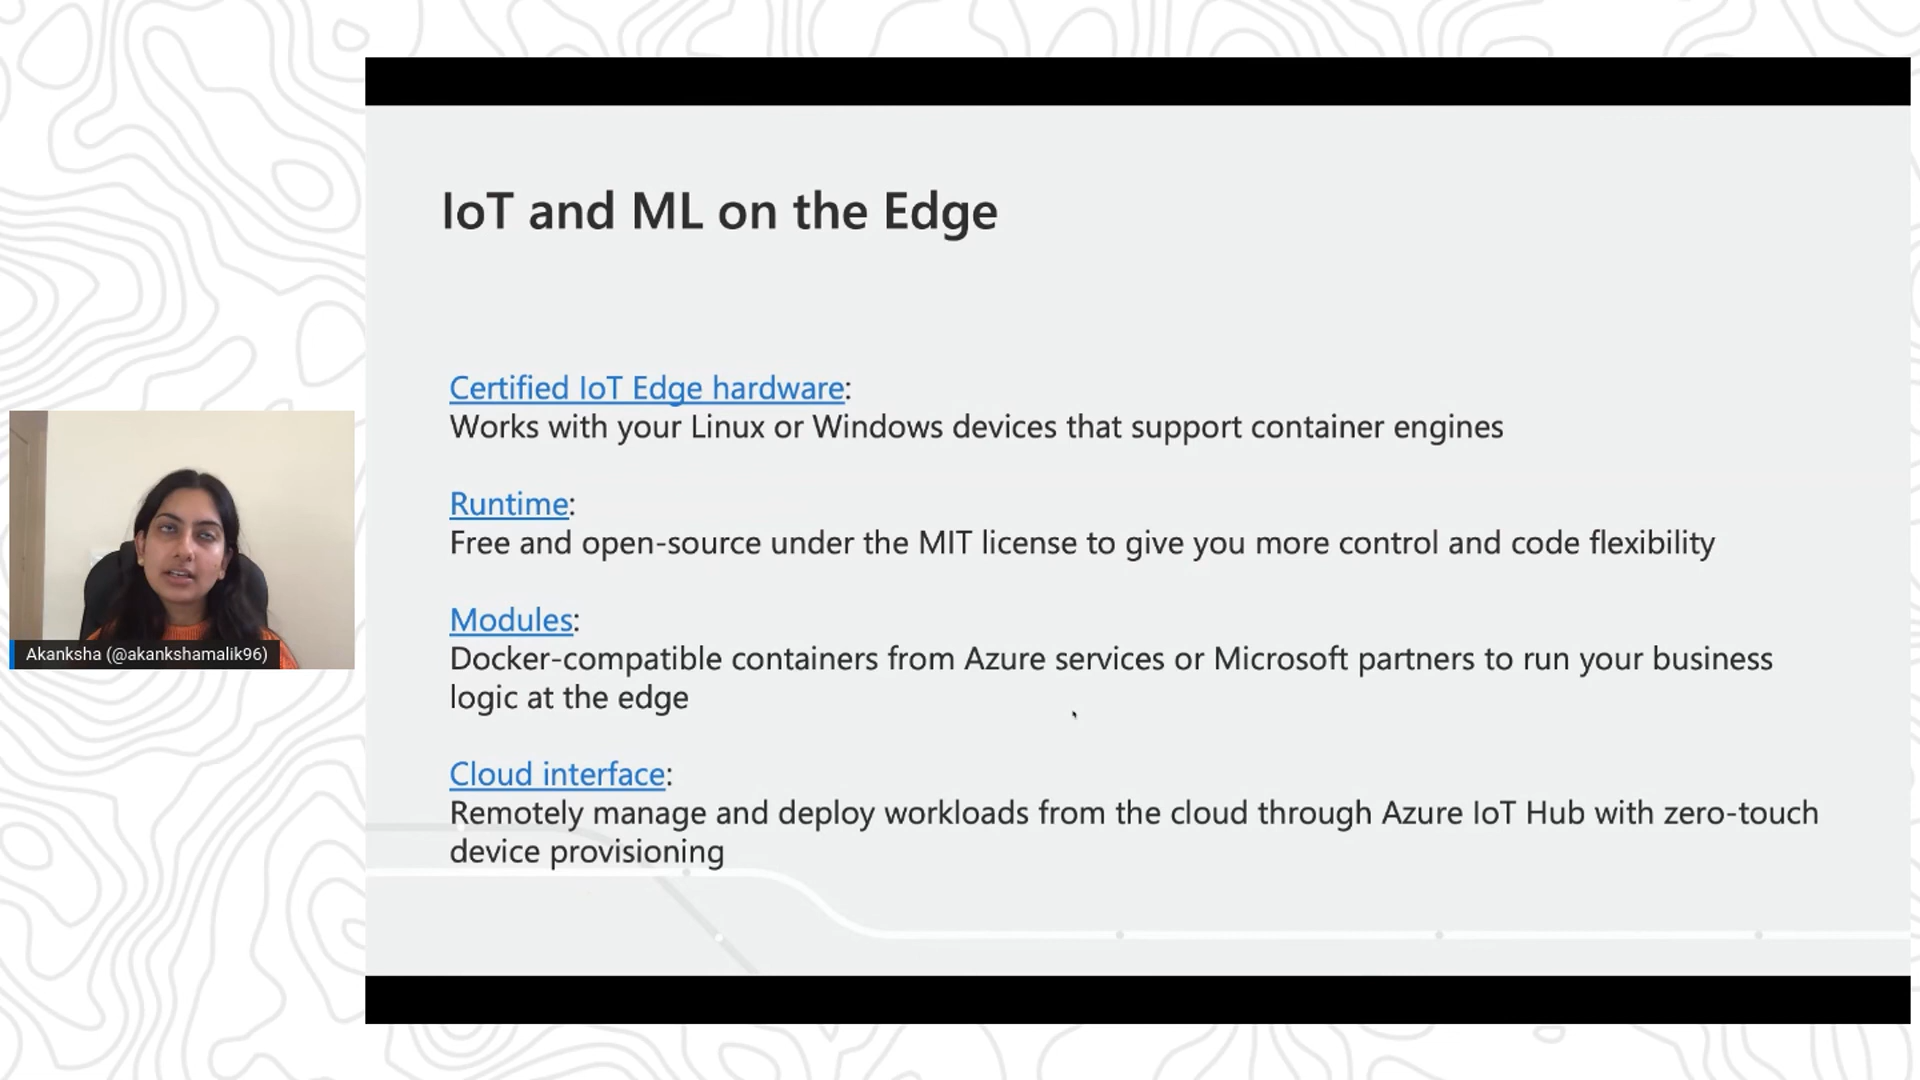 IoT and ML on the Edge
Certified IoT Edge hardware:
Works with your Linux or Windows devices that support container engines
Runtime:
Free and open-source under the MIT license to give you more control and code flexibility
Modules:
Docker-compatible containers from Azure services or Microsoft partners to run your business
logic at the edge
Cloud interface:
Remotely manage and deploy workloads from the cloud through Azure IoT Hub with zero-touch
device provisioning
Akanksha (@akankshamalik96)